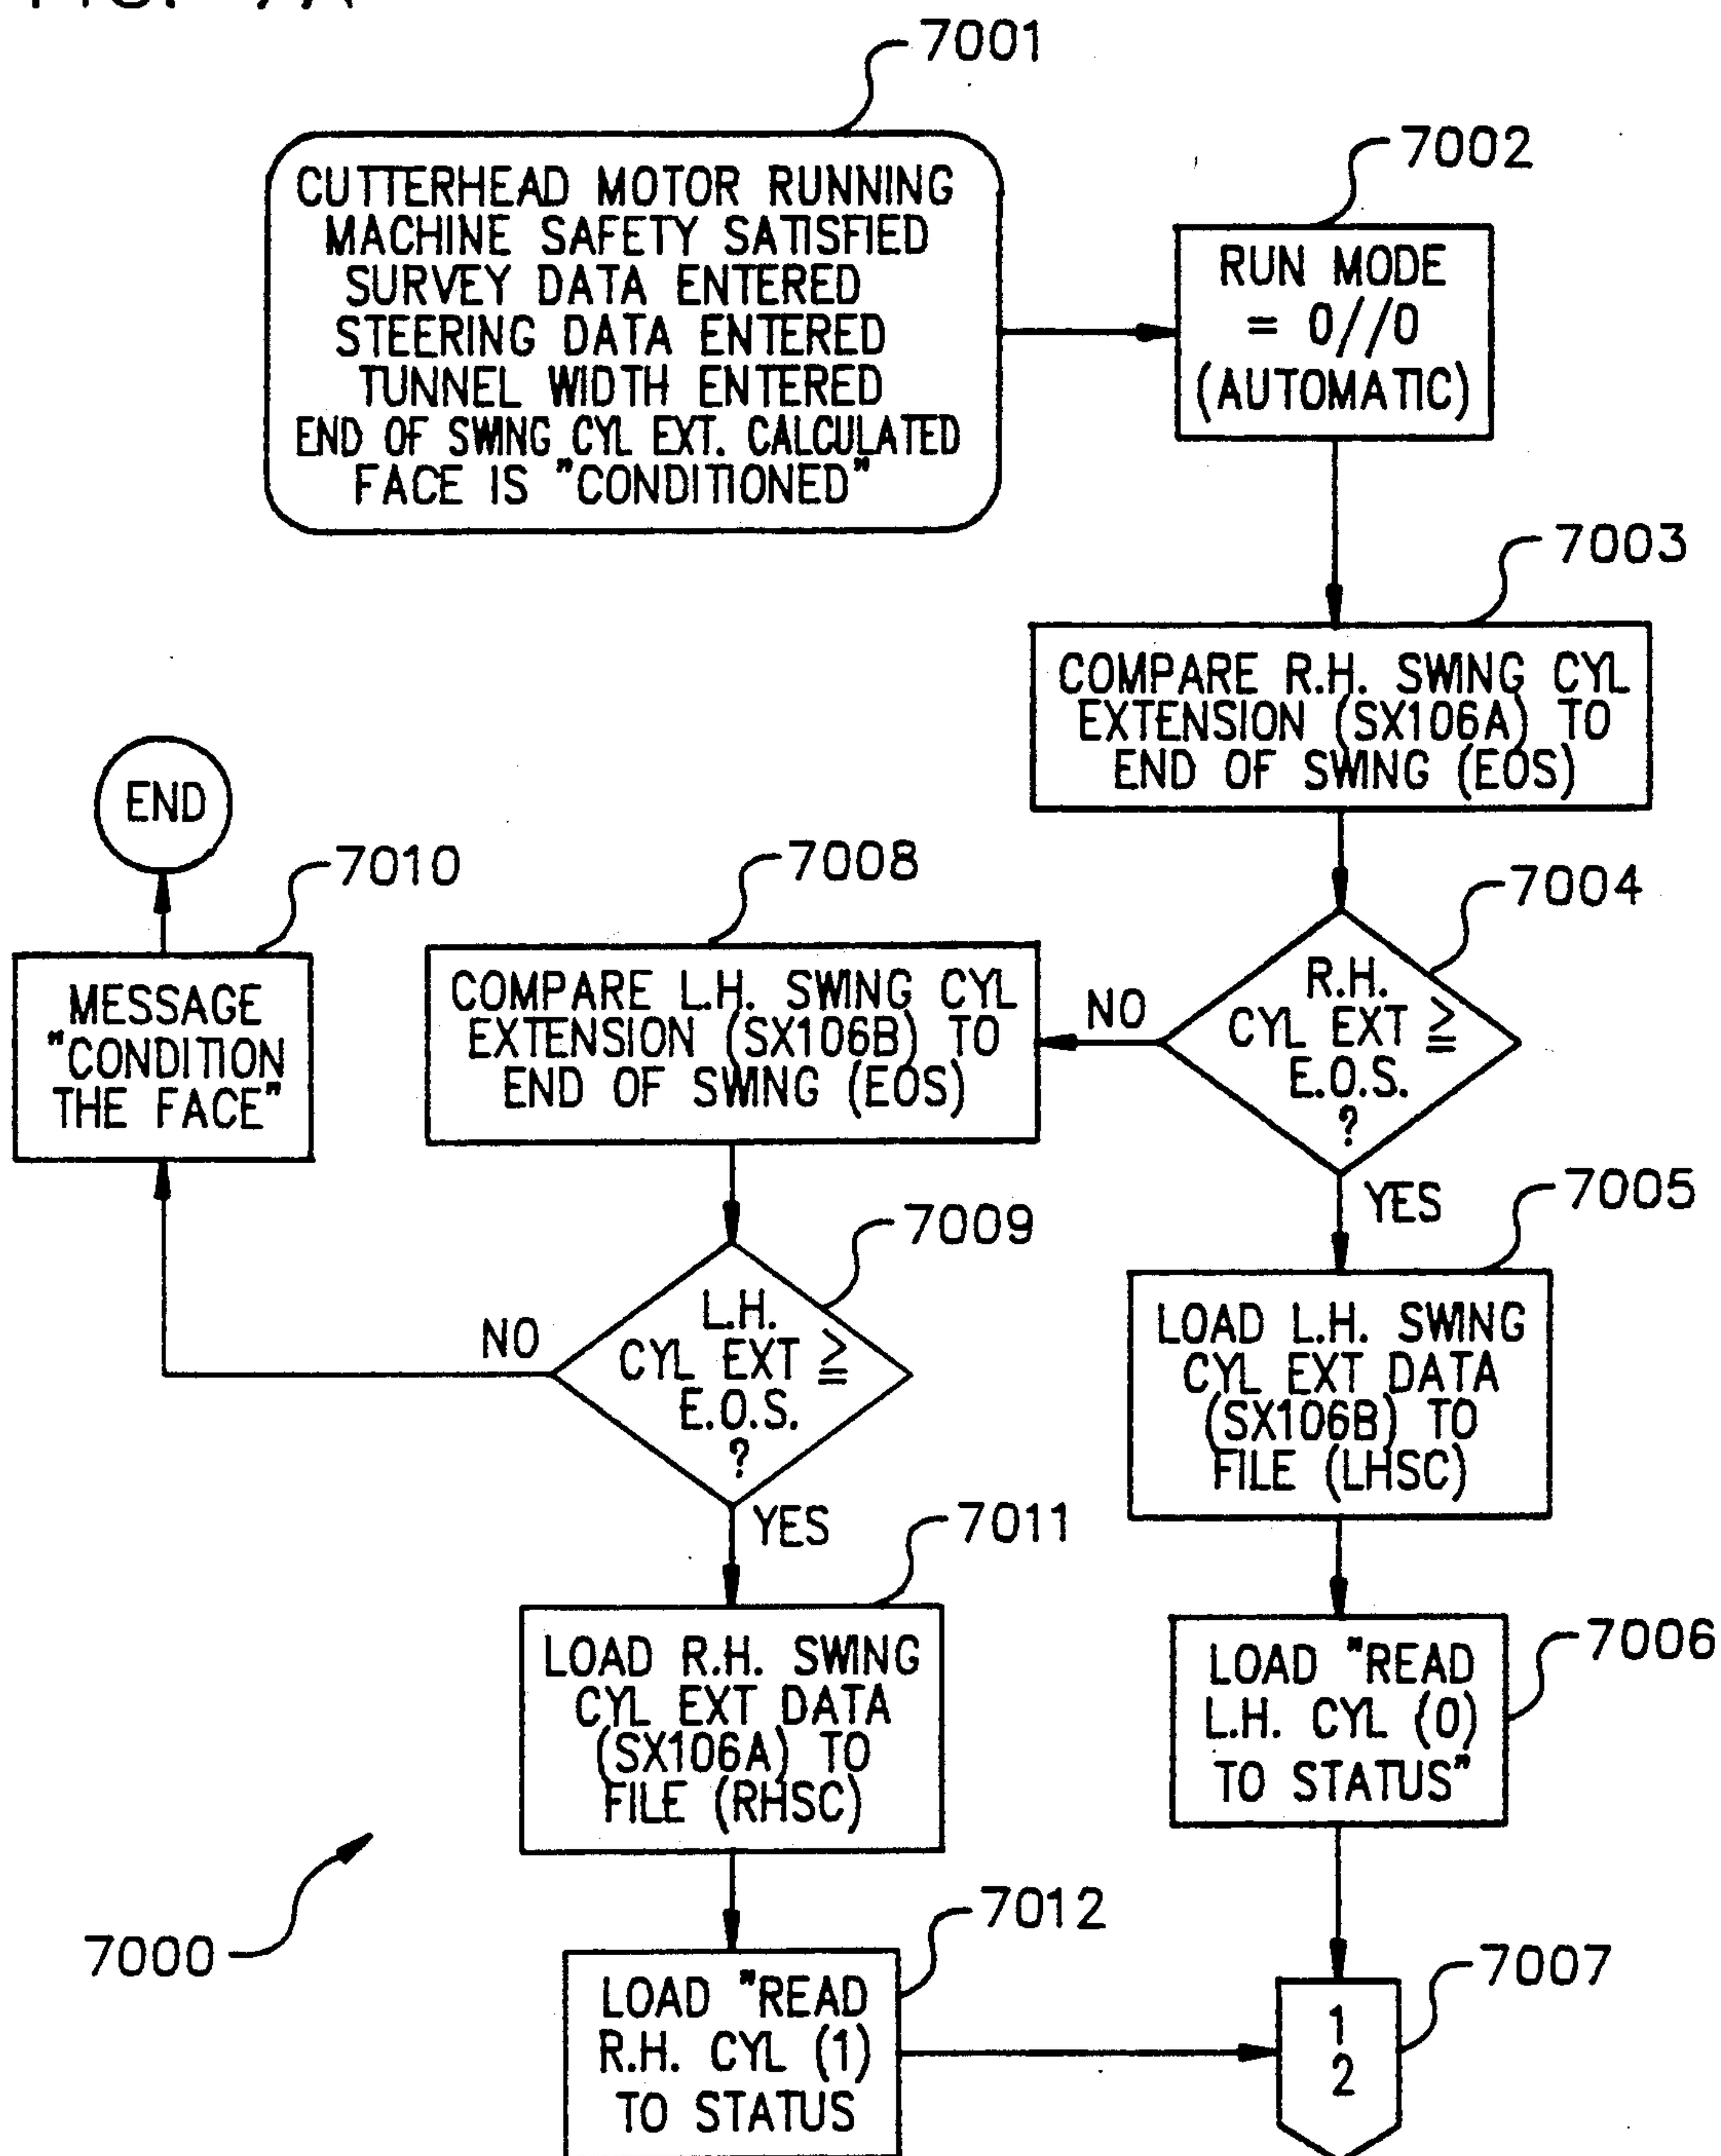 FIG. 7A
7001
CUTTERHEAD MOTOR RUNNING
MACHINE SAFETY SATISFIED
SURVEY DATA ENTERED
STEERING DATA ENTERED
TUNNEL WIDTH ENTERED
END OF SWING CYL EXT. CALCULATED
FACE IS "CONDITIONED"
7002
RUN MODE
= 0//0
(AUTOMATIC)
7003
COMPARE R.H. SWING CYL
EXTENSION (SX106A) TO
END OF SWING (EOS)
7004
R.H.
CYL EXT ≧
E.O.S.
?
NO
YES
7008
COMPARE L.H. SWING CYL
EXTENSION (SX106B) TO
END OF SWING (EOS)
END
7010
MESSAGE
"CONDITION
THE FACE"
7009
L.H.
CYL EXT ≧
E.O.S.
?
NO
YES
7005
LOAD L.H. SWING
CYL EXT DATA
(SX106B) TO
FILE (LHSC)
7011
LOAD R.H. SWING
CYL EXT DATA
(SX106A) TO
FILE (RHSC)
7006
LOAD "READ
L.H. CYL (0)
TO STATUS"
7000
7012
LOAD "READ
R.H. CYL (1)
TO STATUS
7007
1
2